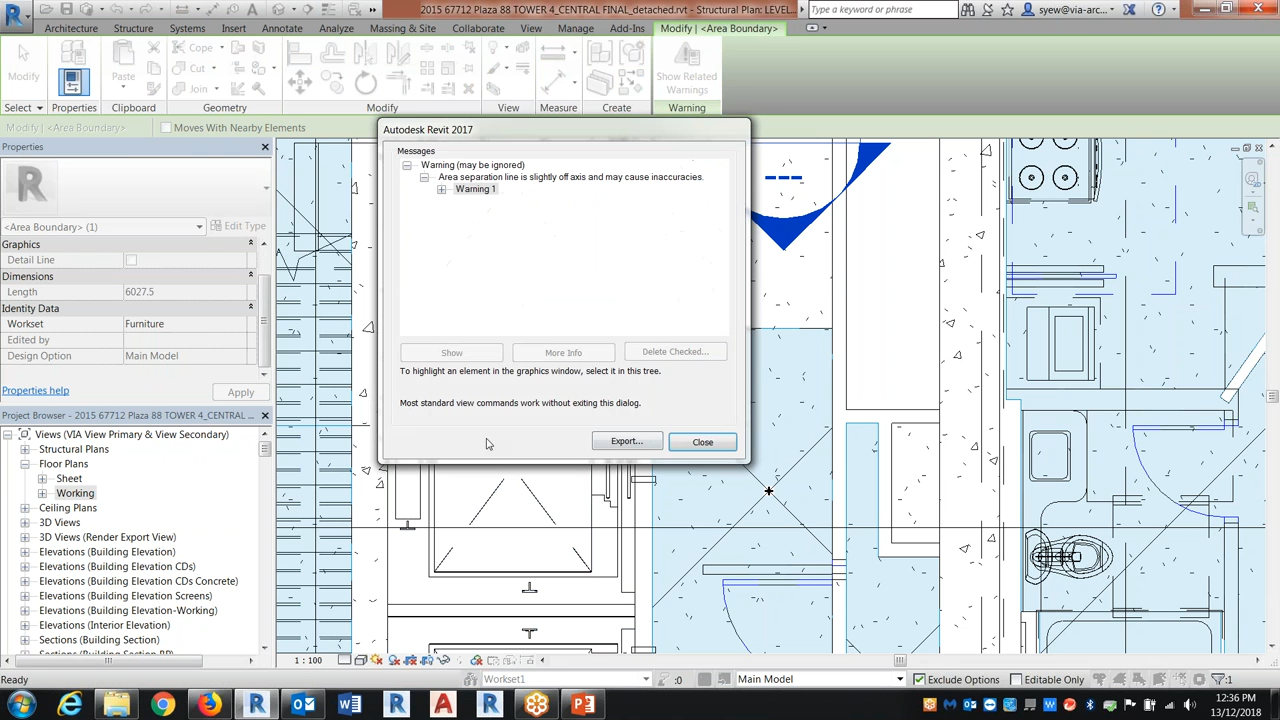 2015 67712 Plaza 88 TOWER 4_CENTRAL FINAL_detached.rvt - Structural Plan: LEVEL...
Type a keyword or phrase
syew@via-arc...
Architecture Structure Systems Insert Annotate Analyze Massing & Site Collaborate View Manage Add-Ins Modify | <Area Boundary>
Modify
Paste
Cope
Cut
Join
Show Related
Warnings
Select Properties Clipboard Geometry Modify View Measure Create Warning
Modify | <Area Boundary>
Moves With Nearby Elements
Properties
<Area Boundary> (1)
Edit Type
Graphics
Detail Line
Dimensions
Length 6027.5
Identity Data
Workset Furniture
Edited by
Design Option Main Model
Properties help
Apply
Project Browser - 2015 67712 Plaza 88 TOWER 4_CENTRAL ...
Views (VIA View Primary & View Secondary)
Structural Plans
Floor Plans
Sheet
Working
Ceiling Plans
3D Views
3D Views (Render Export View)
Elevations (Building Elevation)
Elevations (Building Elevation CDs)
Elevations (Building Elevation CDs Concrete)
Elevations (Building Elevation Screens)
Elevations (Building Elevation-Working)
Elevations (Interior Elevation)
Sections (Building Section)
Autodesk Revit 2017
Messages
Warning (may be ignored)
Area separation line is slightly off axis and may cause inaccuracies.
Warning 1
Show
More Info
Delete Checked...
To highlight an element in the graphics window, select it in this tree.
Most standard view commands work without exiting this dialog.
Export...
Close
1 : 100
Ready
Workset1
:0
Main Model
Exclude Options
Editable Only
:1
12:36 PM
13/12/2018